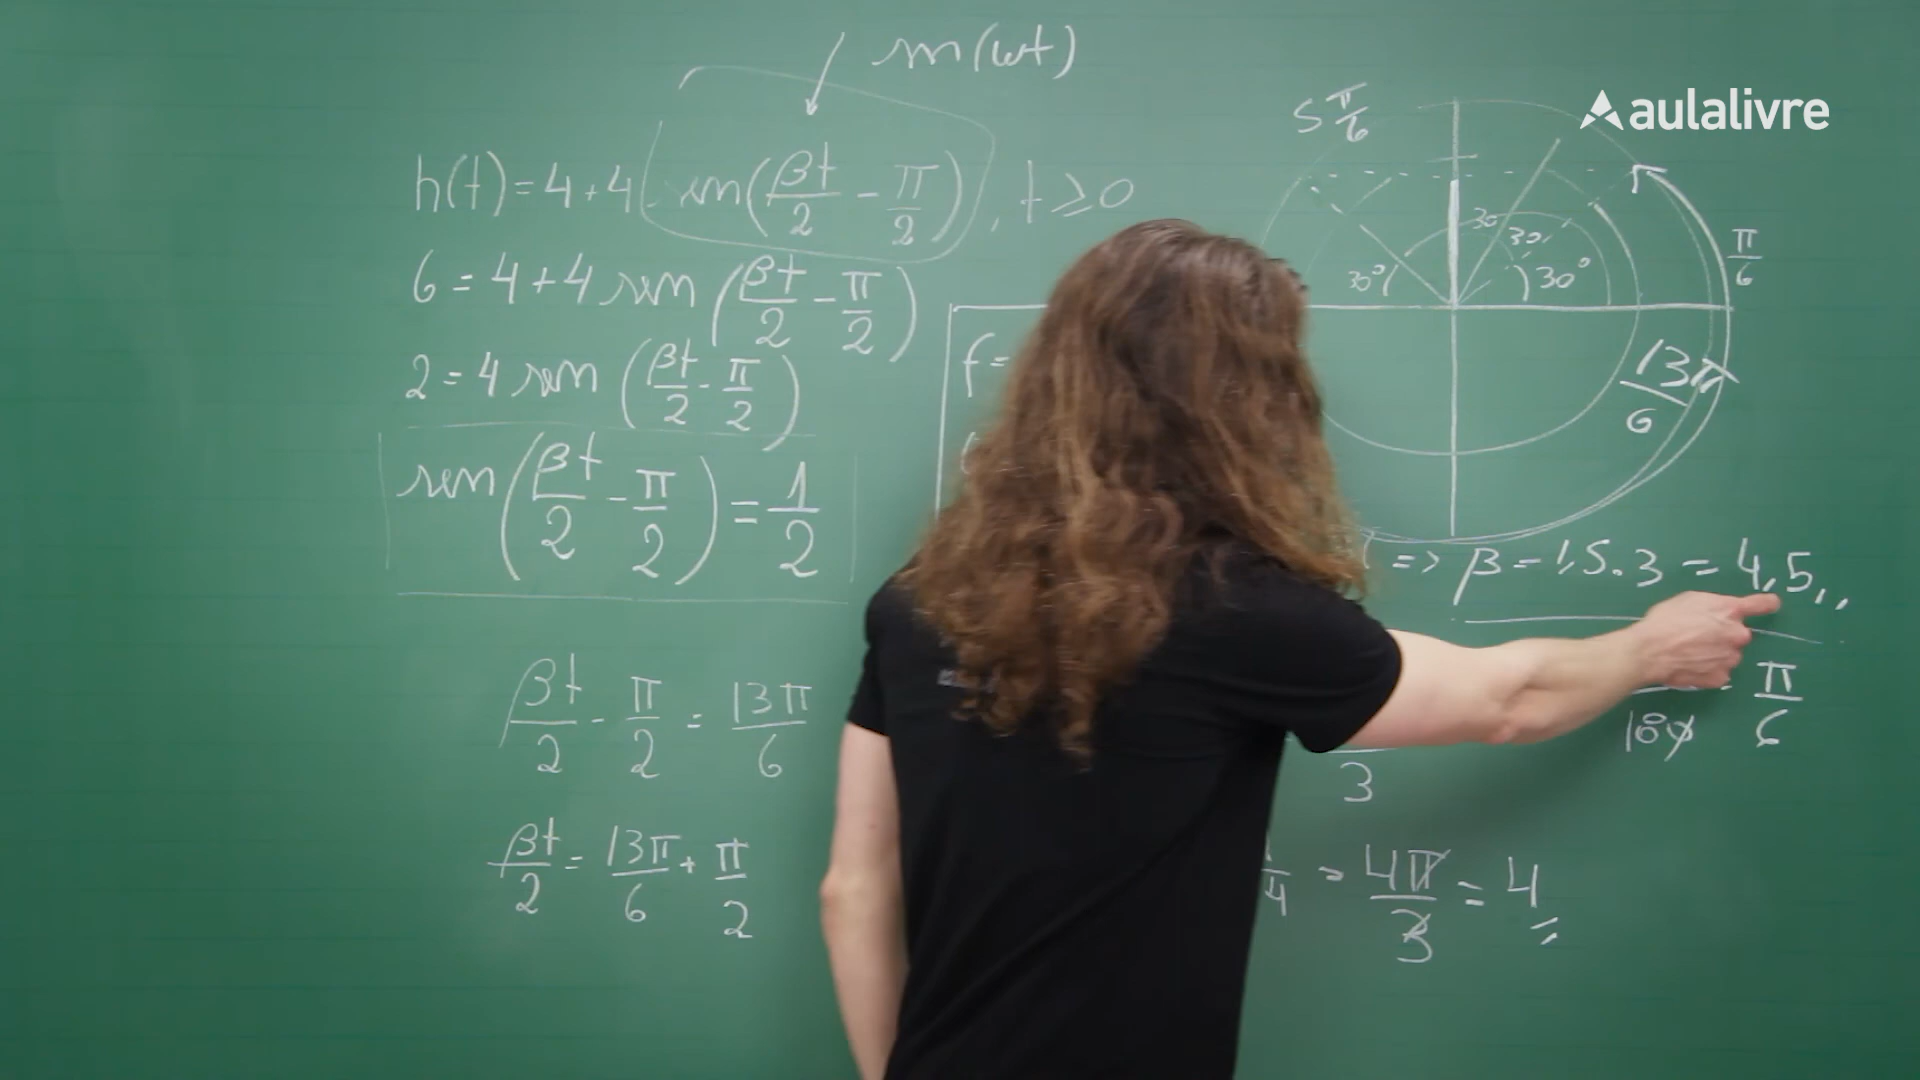 sen(wt)
h(t) = 4 + 4 sen(βt/2 - π/2), t ≥ 0
6 = 4 + 4 sen(βt/2 - π/2)
2 = 4 sen(βt/2 - π/2)
sen(βt/2 - π/2) = 1/2
βt/2 - π/2 = 13π/6
βt/2 = 13π/6 + π/2
f =
5π/6
aulalivre
30
30
30°
30°
π/6
13π/6
=> β = 1,5.3 = 4,5
π/6
180
3
4
= 4π/3 = 4